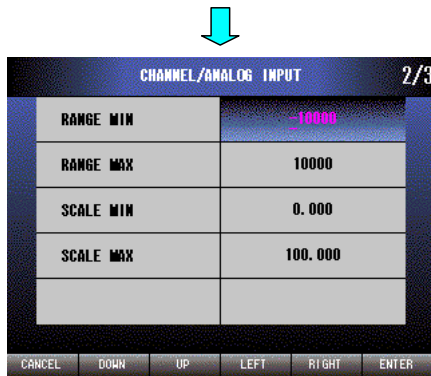 CHANNEL/ANALOG INPUT 2/3
RANGE MIN -10000
RANGE MAX 10000
SCALE MIN 0.000
SCALE MAX 100.000
CANCEL DOWN UP LEFT RIGHT ENTER